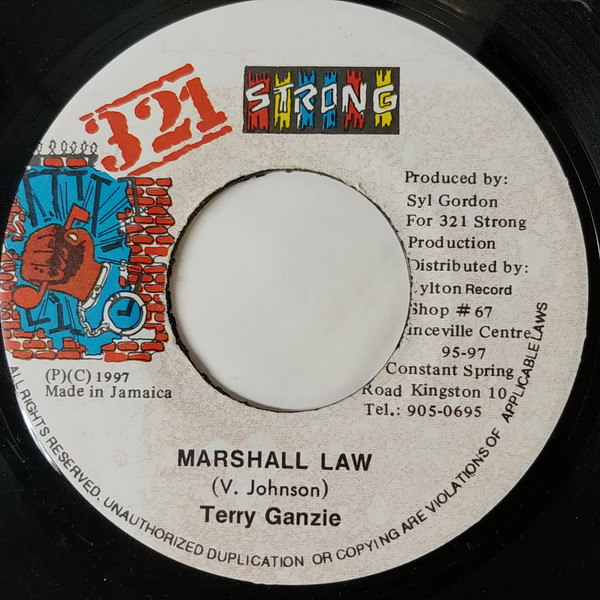 321 STRONG
Produced by:
Syl Gordon
For 321 Strong
Production
Distributed by:
Record
Shop # 67
Centre
95-97
Constant Spring
Road Kingston 10
Tel.: 905-0695
(P)(C) 1997
Made in Jamaica
MARSHALL LAW
(V. Johnson)
Terry Ganzie
ALL RIGHTS RESERVED. UNAUTHORIZED DUPLICATION OR COPYING ARE VIOLATIONS OF APPLICABLE LAWS